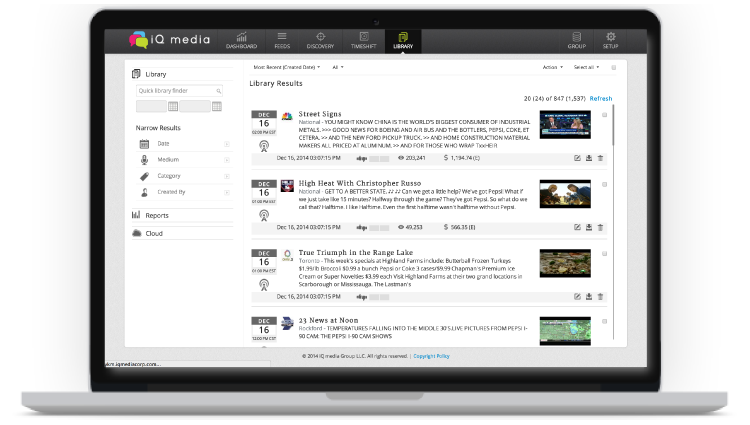 iQ media
DASHBOARD
FEEDS
DISCOVERY
TIMESHIFT
LIBRARY
GROUP
SETUP
Library
Quick library finder
Narrow Results
Date
Medium
Category
Created By
Reports
Cloud
Most Recent (Created Date)
All
Action
Select all
Library Results
20 (24) of 847 (1,537) Refresh
DEC
16
02:00 PM EST
Street Signs
National - YOU MIGHT KNOW CHINA IS THE WORLD'S BIGGEST CONSUMER OF INDUSTRIAL
METALS. >>> GOOD NEWS FOR BOEING AND AIR BUS AND THE BOTTLERS, PEPSI, COKE, ET
CETERA. >> AND THE NEW FORD PICKUP TRUCK. >> AND HOME CONSTRUCTION MATERIAL
MAKERS ALL PRICED AT ALUMINUM. >> AND FOR THOSE WHO WRAP TxxHEIR
Dec 16, 2014 03:07:15 PM
203,241
$ 1,194.74 (E)
DEC
16
01:00 PM EST
High Heat With Christopher Russo
National - GET TO A BETTER STATE. ♪♪ Can we get a little help? We've got Pepsi! What if
we just take like 15 minutes? Halfway through the game? They've got Pepsi. So what do we
call that? Halftime. I like Halftime. Even the first halftime wasn't halftime without Pepsi.
Dec 16, 2014 03:07:15 PM
49,253
$ 566.35 (E)
DEC
16
01:00 PM EST
True Triumph in the Range Lake
Toronto - This week's specials at Highland Farms include: Butterball Frozen Turkeys
$1.99/lb Broccoli $0.99 a bunch Pepsi or Coke 3 cases/$9.99 Chapman's Premium Ice
Cream or Super Novelties $3.99 each Visit Highland Farms at their two grand locations in
Scarborough or Mississauga. The Lastman's
Dec 16, 2014 03:07:15 PM
DEC
16
12:00 PM CST
23 News at Noon
Rockford - TEMPERATURES FALLING INTO THE MIDDLE 30'S.LIVE PICTURES FROM PEPSI I-
90 CAM. THE PEPSI I-90 CAM SHOWS
© 2014 iQ media Group LLC. All rights reserved. | Copyright Policy